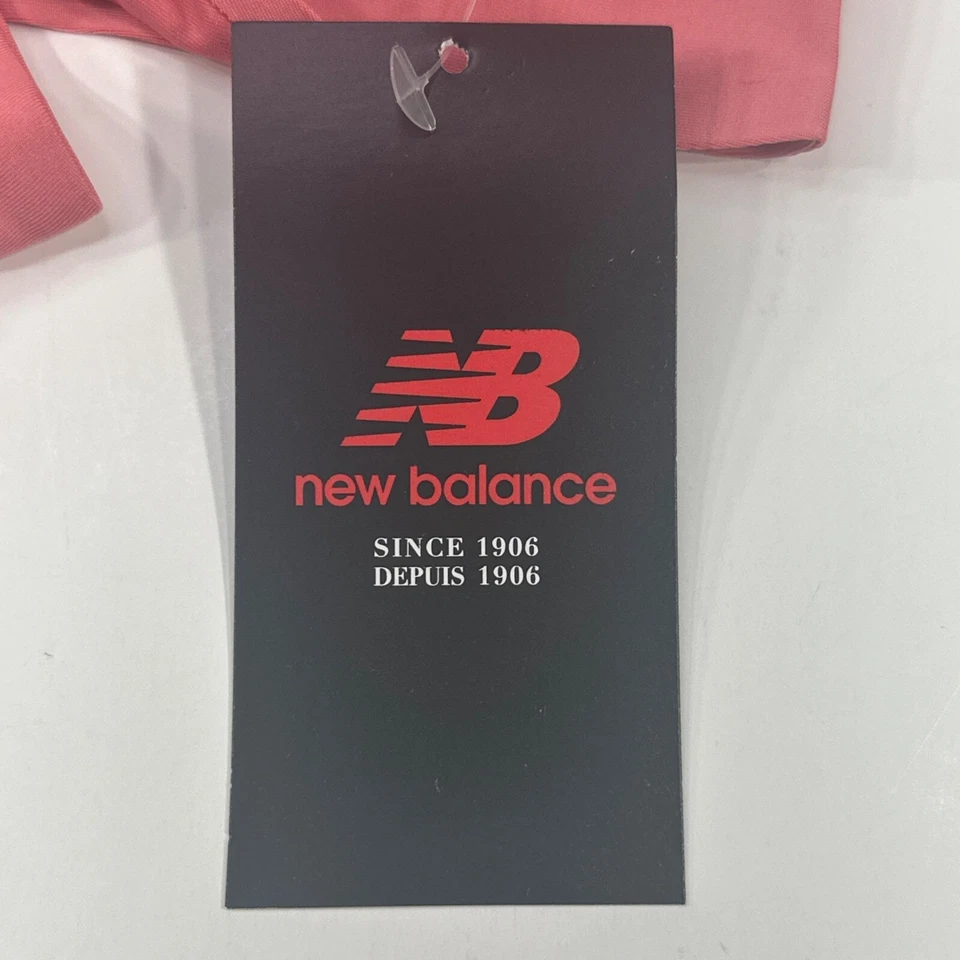 NB
new balance
SINCE 1906
DEPUIS 1906